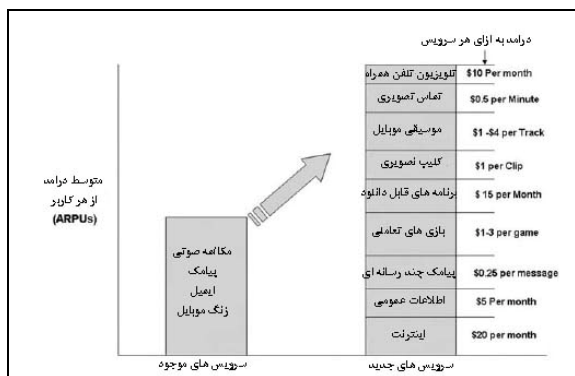 درامد به ازای هر سرویس
تلویزیون تلفن همراه $10 Per month
تماس تصویری $0.5 per Minute
موسیقی موبایل $1 -$4 per Track
کلیپ تصویری $1 per Clip
برنامه های قابل دانلود $ 15 per Month
بازی های تعاملی $1-3 per game
پیامک چند رسانه ای $0.25 per message
اطلاعات عمومی $5 Per month
اینترنت $20 per month
سرویس های جدید
متوسط درامد
از هر کاربر
(ARPUs)
مکالمه صوتی
پیامک
ایمیل
زنگ موبایل
سرویس های موجود